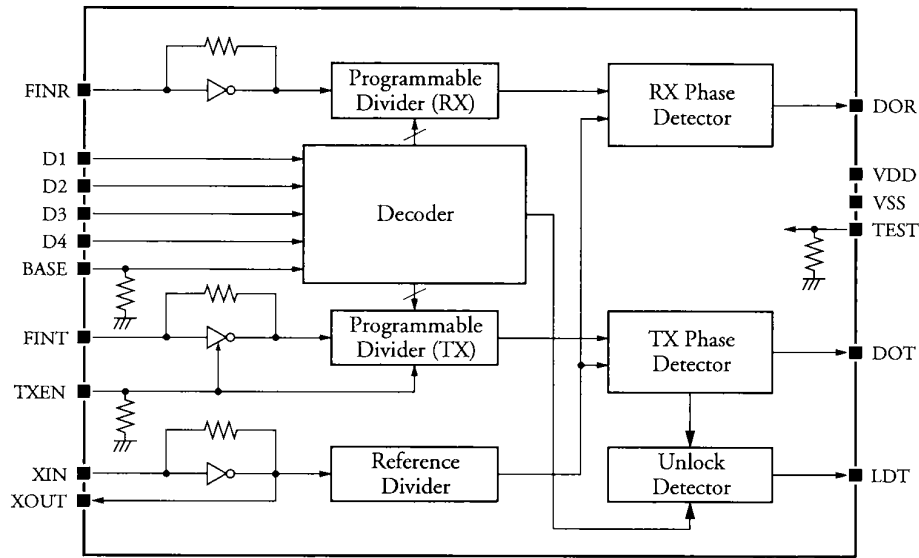 FINR
D1
D2
D3
D4
BASE
FINT
TXEN
XIN
XOUT
Programmable
Divider (RX)
Decoder
Programmable
Divider (TX)
Reference
Divider
RX Phase
Detector
TX Phase
Detector
Unlock
Detector
DOR
VDD
VSS
TEST
DOT
LDT